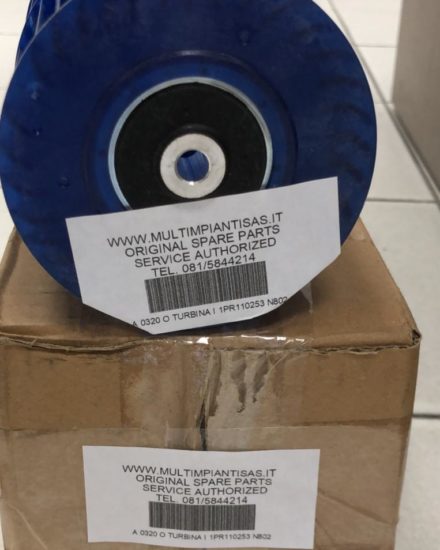 WWW.MULTIMPIANTISAS.IT
ORIGINAL SPARE PARTS
SERVICE AUTHORIZED
TEL. 081/5844214
A 0320 O TURBINA I 1PR110253 N802
WWW.MULTIMPIANTISAS.IT
ORIGINAL SPARE PARTS
SERVICE AUTHORIZED
TEL. 081/5844214
A 0320 O TURBINA I 1PR110253 N802